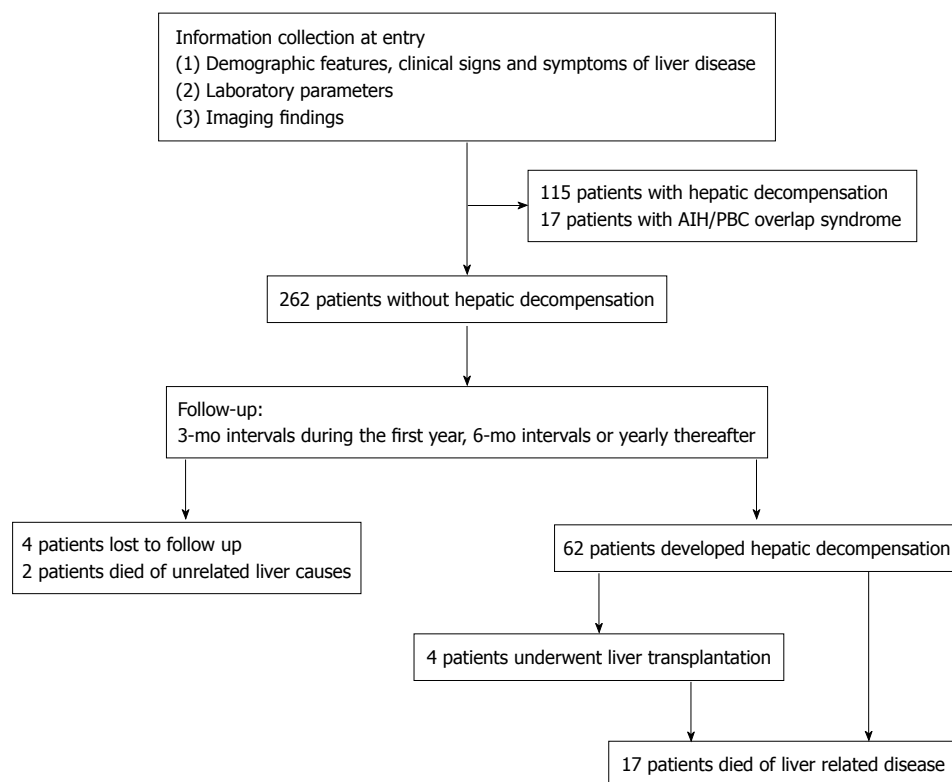 Information collection at entry
(1) Demographic features, clinical signs and symptoms of liver disease
(2) Laboratory parameters
(3) Imaging findings
115 patients with hepatic decompensation
17 patients with AIH/PBC overlap syndrome
262 patients without hepatic decompensation
Follow-up:
3-mo intervals during the first year, 6-mo intervals or yearly thereafter
4 patients lost to follow up
2 patients died of unrelated liver causes
62 patients developed hepatic decompensation
4 patients underwent liver transplantation
17 patients died of liver related disease